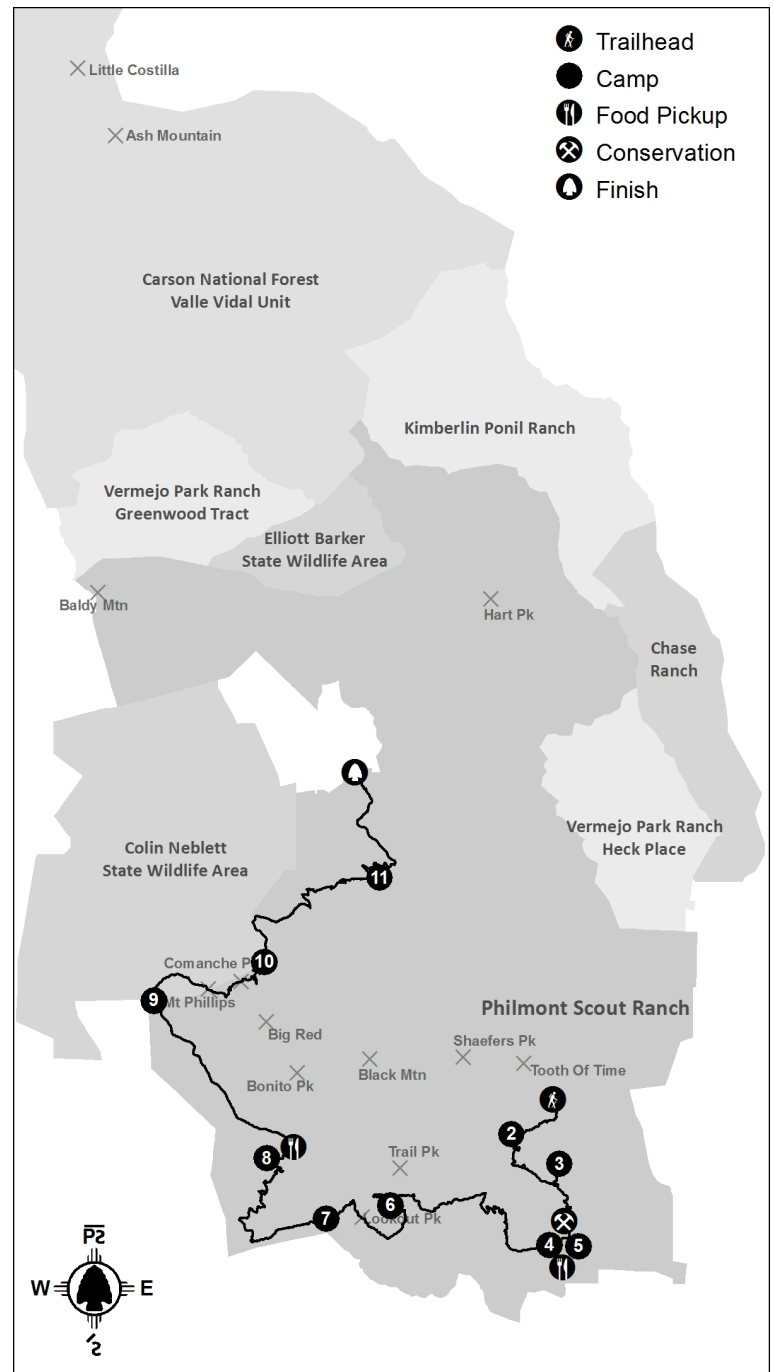 Trailhead
Camp
Food Pickup
Conservation
Finish
Little Costilla
Ash Mountain
Carson National Forest
Valle Vidal Unit
Kimberlin Ponil Ranch
Vermejo Park Ranch
Greenwood Tract
Elliott Barker
State Wildlife Area
Baldy Mtn
Hart Pk
Chase
Ranch
Colin Neblett
State Wildlife Area
Vermejo Park Ranch
Heck Place
11
Comanche P
10
9
Mt Phillips
Philmont Scout Ranch
Big Red
Shaefers Pk
Black Mtn
Tooth Of Time
Bonito Pk
2
Trail Pk
3
8
6
7
Lookout Pk
4
5
W
E